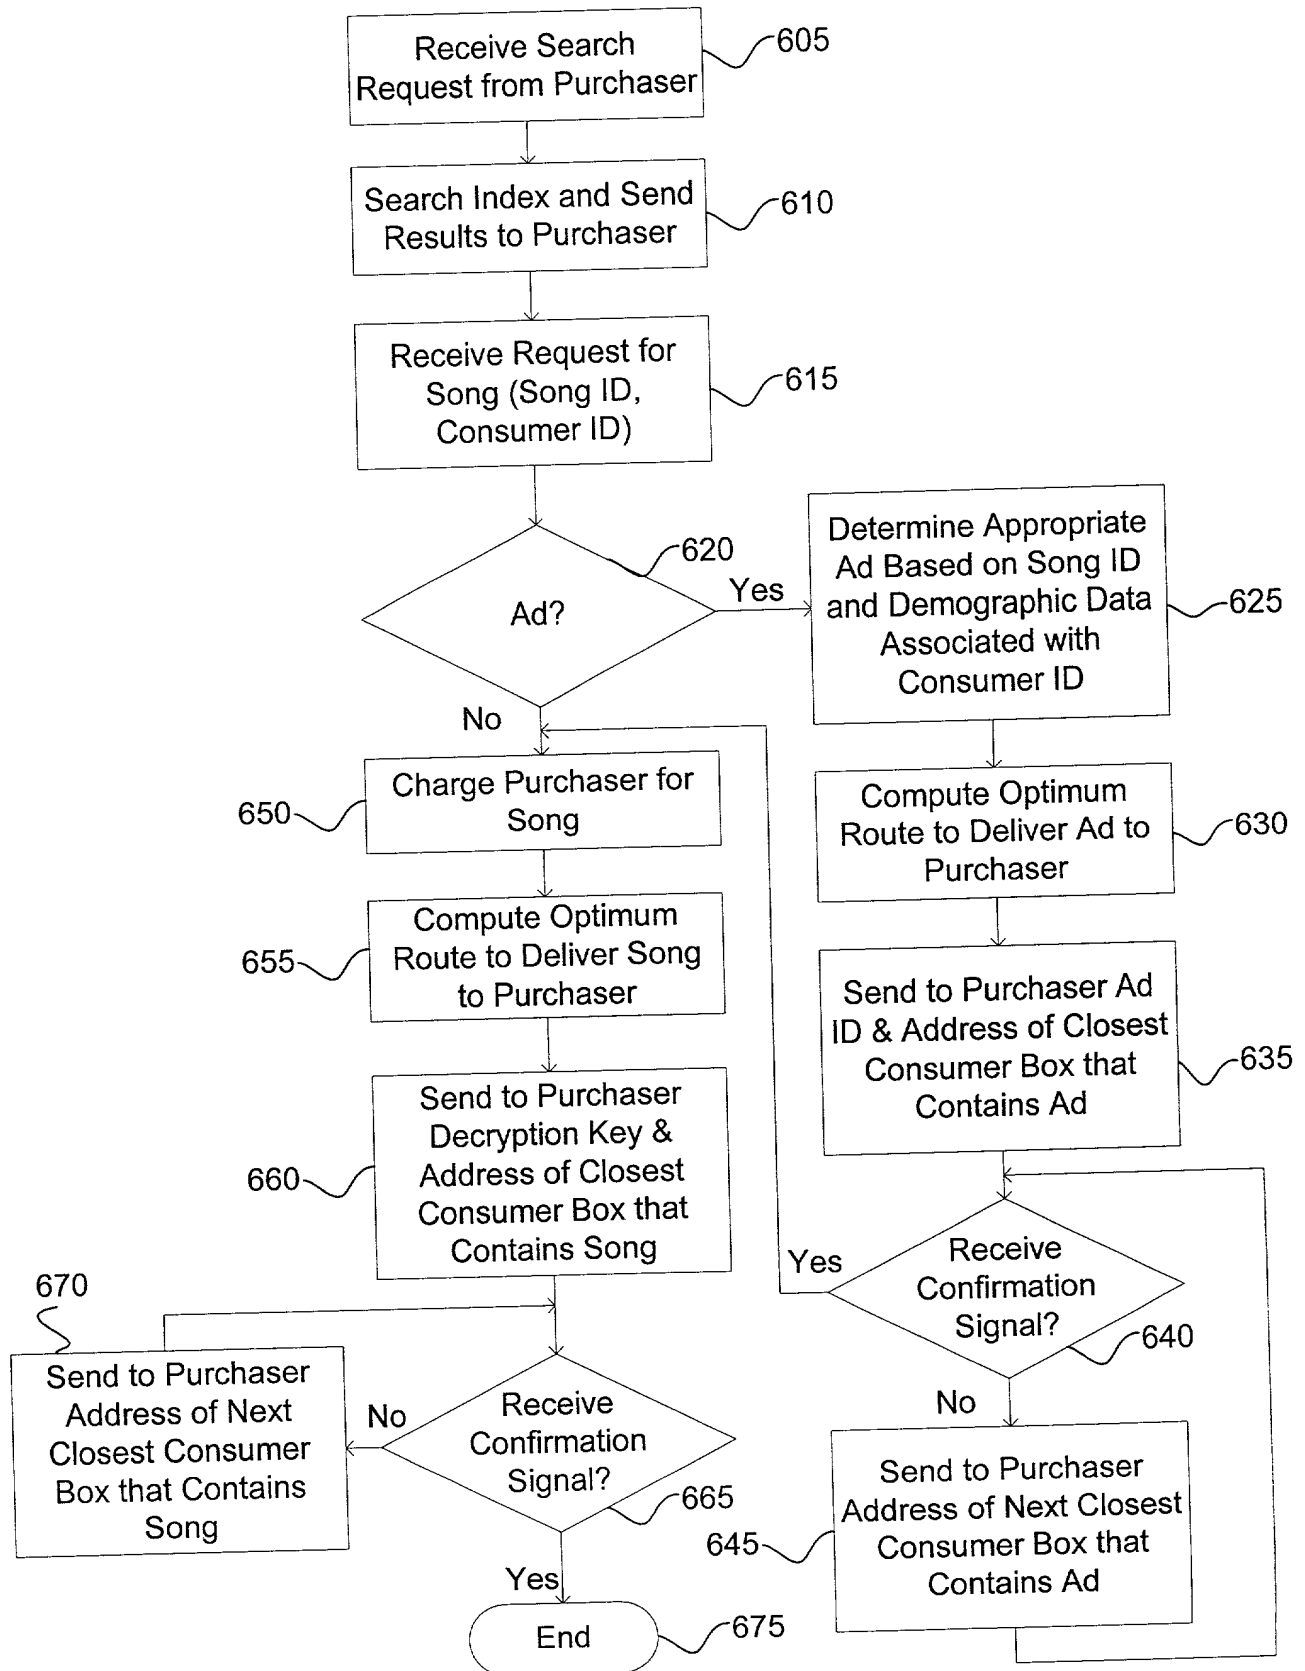 Receive Search
Request from Purchaser
605
Search Index and Send
Results to Purchaser
610
Receive Request for
Song (Song ID,
Consumer ID)
615
Ad?
620
Yes
No
Determine Appropriate
Ad Based on Song ID
and Demographic Data
Associated with
Consumer ID
625
Compute Optimum
Route to Deliver Ad to
Purchaser
630
Send to Purchaser Ad
ID & Address of Closest
Consumer Box that
Contains Ad
635
Receive
Confirmation
Signal?
640
Yes
No
Send to Purchaser
Address of Next Closest
Consumer Box that
Contains Ad
645
Charge Purchaser for
Song
650
Compute Optimum
Route to Deliver Song
to Purchaser
655
Send to Purchaser
Decryption Key &
Address of Closest
Consumer Box that
Contains Song
660
Receive
Confirmation
Signal?
665
No
Yes
Send to Purchaser
Address of Next
Closest Consumer
Box that Contains
Song
670
End
675